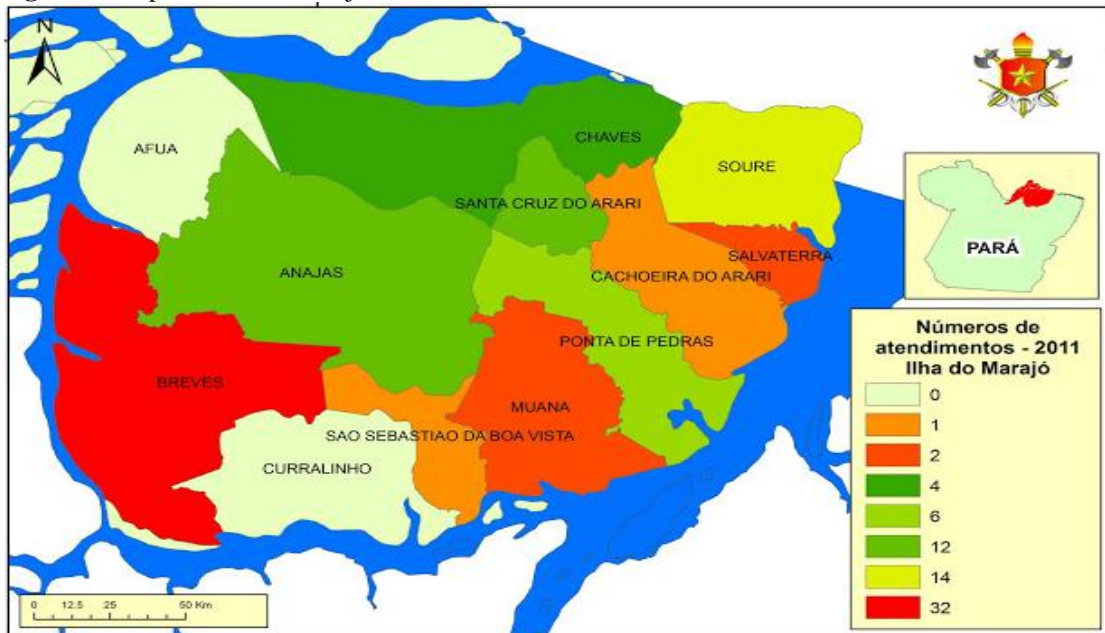 N
AFUA
CHAVES
SOURE
SANTA CRUZ DO ARARI
PARÁ
SALVATERRA
ANAJAS
CACHOEIRA DO ARARI
Números de
atendimentos - 2011
Ilha do Marajó
PONTA DE PEDRAS
BREVES
MUANA
SAO SEBASTIAO DA BOA VISTA
CURRALINHO
0
1
2
4
6
12
14
32
0 12.5 25 50 Km